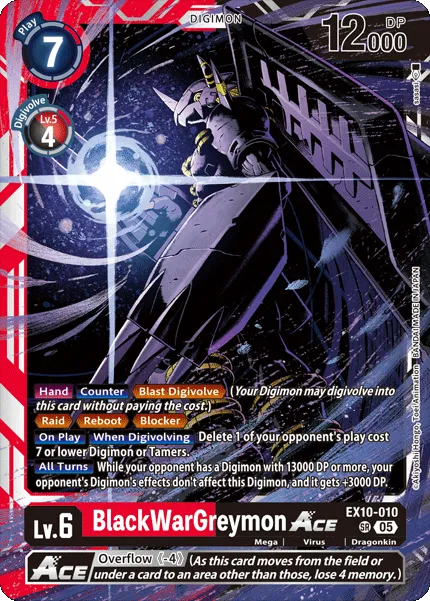 DIGIMON
Play
7
12000 DP
Digivolve
Lv.5
4
sasasi
©Akiyoshi Hongo, Toei Animation · BANDAI MADE IN JAPAN
Hand Counter Blast Digivolve (Your Digimon may digivolve into
this card without paying the cost.)
Raid Reboot Blocker
On Play When Digivolving Delete 1 of your opponent's play cost
7 or lower Digimon or Tamers.
All Turns While your opponent has a Digimon with 13000 DP or more, your
opponent's Digimon's effects don't affect this Digimon, and it gets +3000 DP.
EX10-010
Lv.6 BlackWarGreymon ACE SR 05
Mega | Virus | Dragonkin
ACE Overflow ≪-4≫ (As this card moves from the field or
under a card to an area other than those, lose 4 memory.)